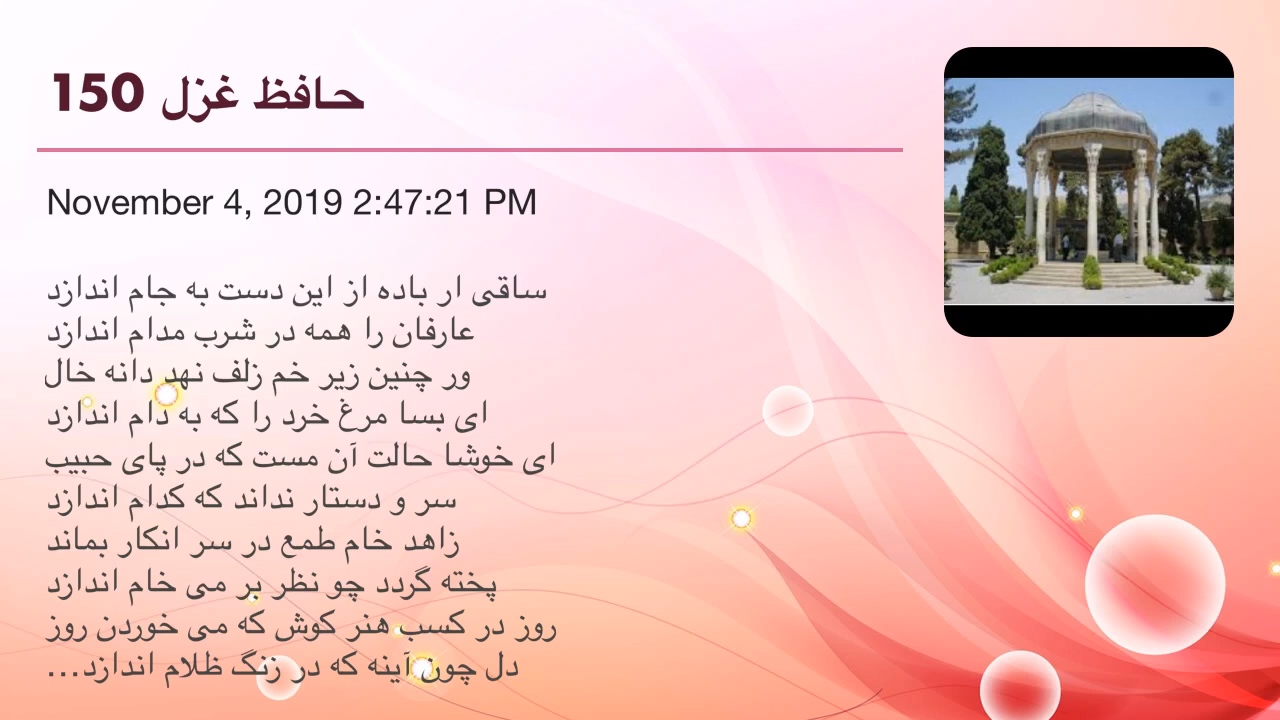 حافظ غزل 150
November 4, 2019 2:47:21 PM
ساقی ار باده از این دست به جام اندازد
عارفان را همه در شرب مدام اندازد
ور چنین زیر خم زلف نهد دانه خال
ای بسا مرغ خرد را که به دام اندازد
ای خوشا حالت آن مست که در پای حبیب
سر و دستار نداند که کدام اندازد
زاهد خام طمع در سر انکار بماند
پخته گردد چو نظر بر می خام اندازد
روز در کسب هنر کوش که می خوردن روز
دل چون آینه که در زنگ ظلام اندازد...